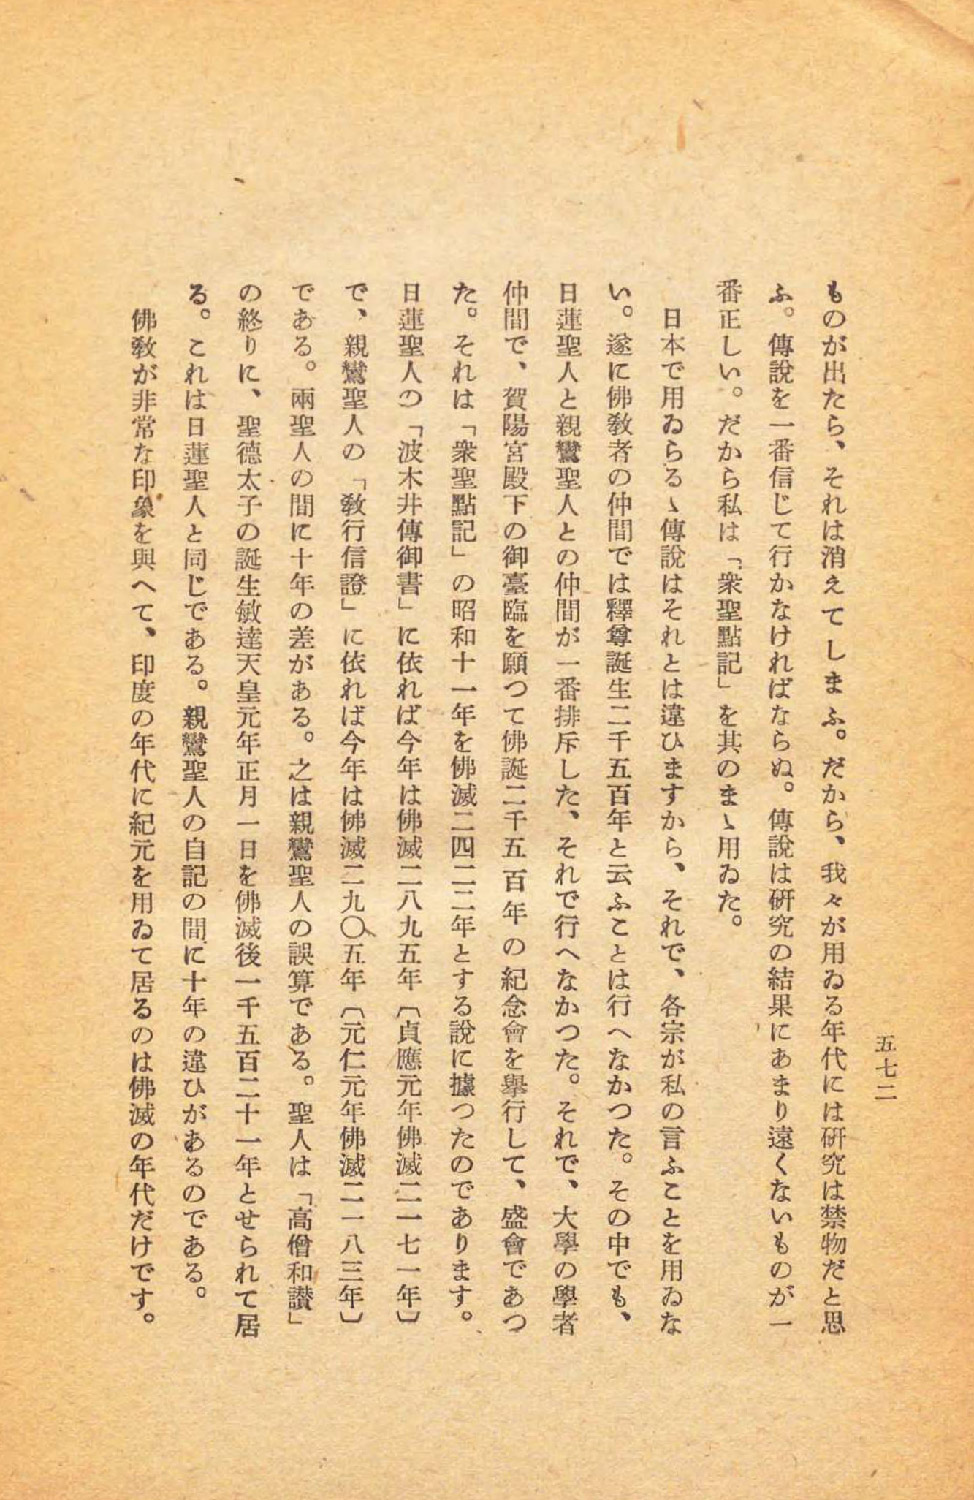 五七二
ものが出たら、それは消えてしまふ。だから、我々が用ゐる年代には研究は禁物だと思
ふ。傳說を一番信じて行かなければならぬ。傳說は研究の結果にあまり遠くないものが一
番正しい。だから私は「衆聖點記」を其のまゝ用ゐた。
日本で用ゐらるゝ傳說はそれとは違ひますから、それで、各宗が私の言ふことを用ゐな
い。遂に佛敎者の仲間では釋尊誕生二千五百年と云ふことは行へなかつた。その中でも、
日蓮聖人と親鸞聖人との仲間が一番排斥した、それで行へなかつた。それで、大學の學者
仲間で、賀陽宮殿下の御臺臨を願つて佛誕二千五百年の紀念會を擧行して、盛會であつ
た。それは「衆聖點記」の昭和十一年を佛滅二四二二年とする說に據つたのであります。
日蓮聖人の「波木井傳御書」に依れば今年は佛滅二八九五年〔貞應元年佛滅二一七一年〕
で、親鸞聖人の「敎行信證」に依れば今年は佛滅二九〇五年〔元仁元年佛滅二一八三年〕
である。兩聖人の間に十年の差がある。之は親鸞聖人の誤算である。聖人は「高僧和讃」
の終りに、聖德太子の誕生敏達天皇元年正月一日を佛滅後一千五百二十一年とせられて居
る。これは日蓮聖人と同じである。親鸞聖人の自記の間に十年の違ひがあるのである。
佛敎が非常な印象を與へて、印度の年代に紀元を用ゐて居るのは佛滅の年代だけです。